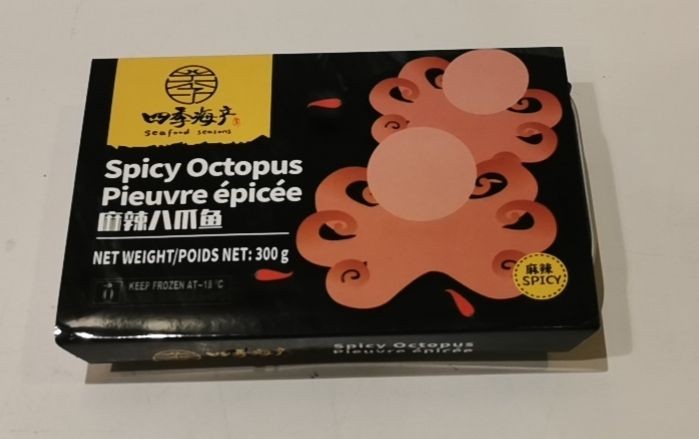 四季海产
Seafood seasons
Spicy Octopus
Pieuvre épicée
麻辣八爪鱼
NET WEIGHT/POIDS NET: 300 g
KEEP FROZEN AT-18 °C
麻辣
SPICY
四季海产
Spicy Octopus
Pieuvre épicée